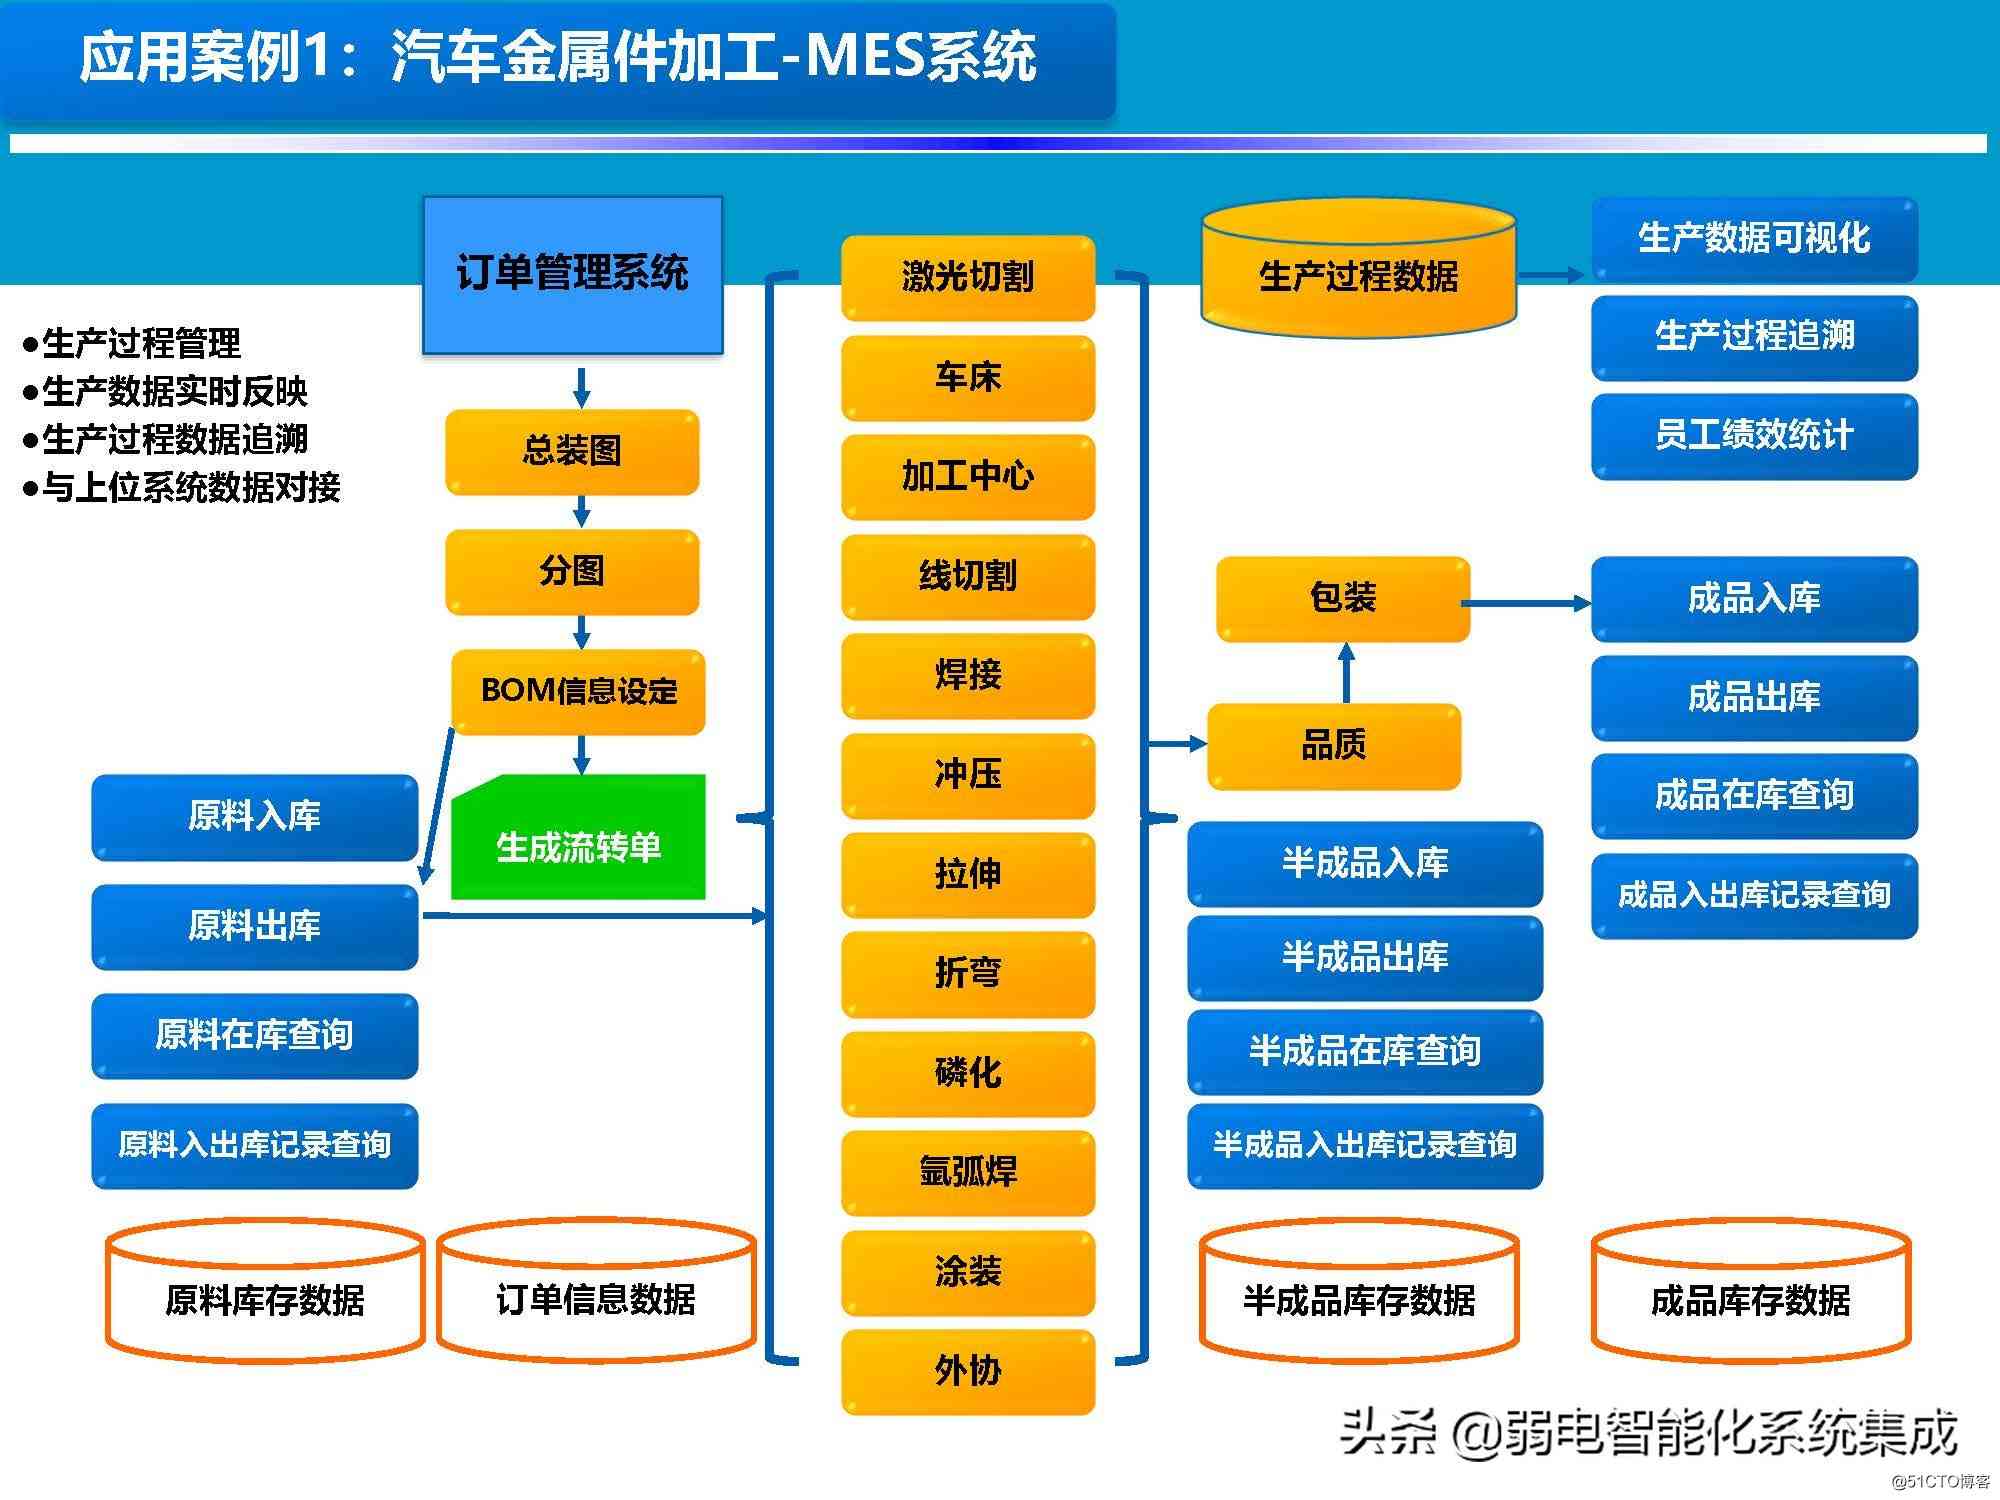 应用案例1：汽车金属件加工-MES系统
●生产过程管理
●生产数据实时反映
●生产过程数据追溯
●与上位系统数据对接
订单管理系统
总装图
分图
BOM信息设定
生成流转单
原料入库
原料出库
原料在库查询
原料入出库记录查询
原料库存数据
订单信息数据
激光切割
车床
加工中心
线切割
焊接
冲压
拉伸
折弯
磷化
氩弧焊
涂装
外协
生产过程数据
生产数据可视化
生产过程追溯
员工绩效统计
包装
品质
成品入库
成品出库
成品在库查询
成品入出库记录查询
半成品入库
半成品出库
半成品在库查询
半成品入出库记录查询
半成品库存数据
成品库存数据
头条 @弱电智能化系统集成
@51CTO博客